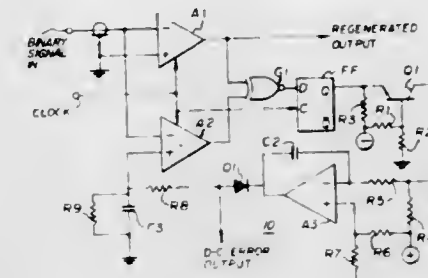 A1
BINARY
SIGNAL
IN
REGENERATED
OUTPUT
G1
FF
Q1
D
Q
C
CLOCK
A2
R3
R1
R2
C2
D1
R9
R8
10
A3
R5
D-C ERROR
OUTPUT
R7
R6